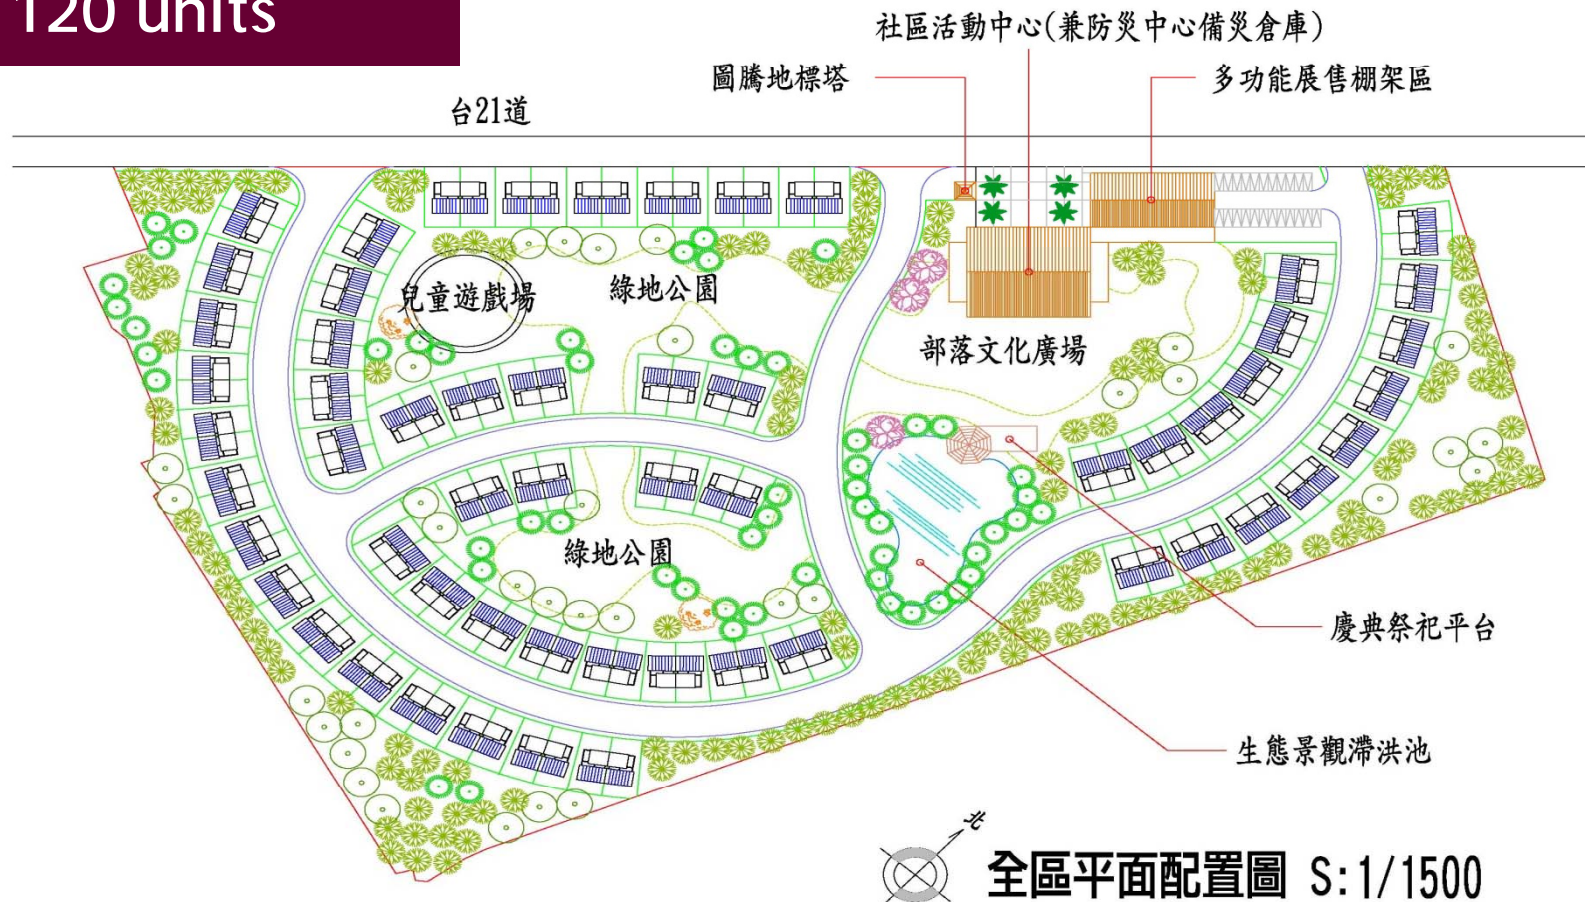 120 units
社區活動中心(兼防災中心備災倉庫)
圖騰地標塔
多功能展售棚架區
台21道
兒童遊戲場
綠地公園
部落文化廣場
綠地公園
慶典祭祀平台
生態景觀滯洪池
北
全區平面配置圖 S:1/1500